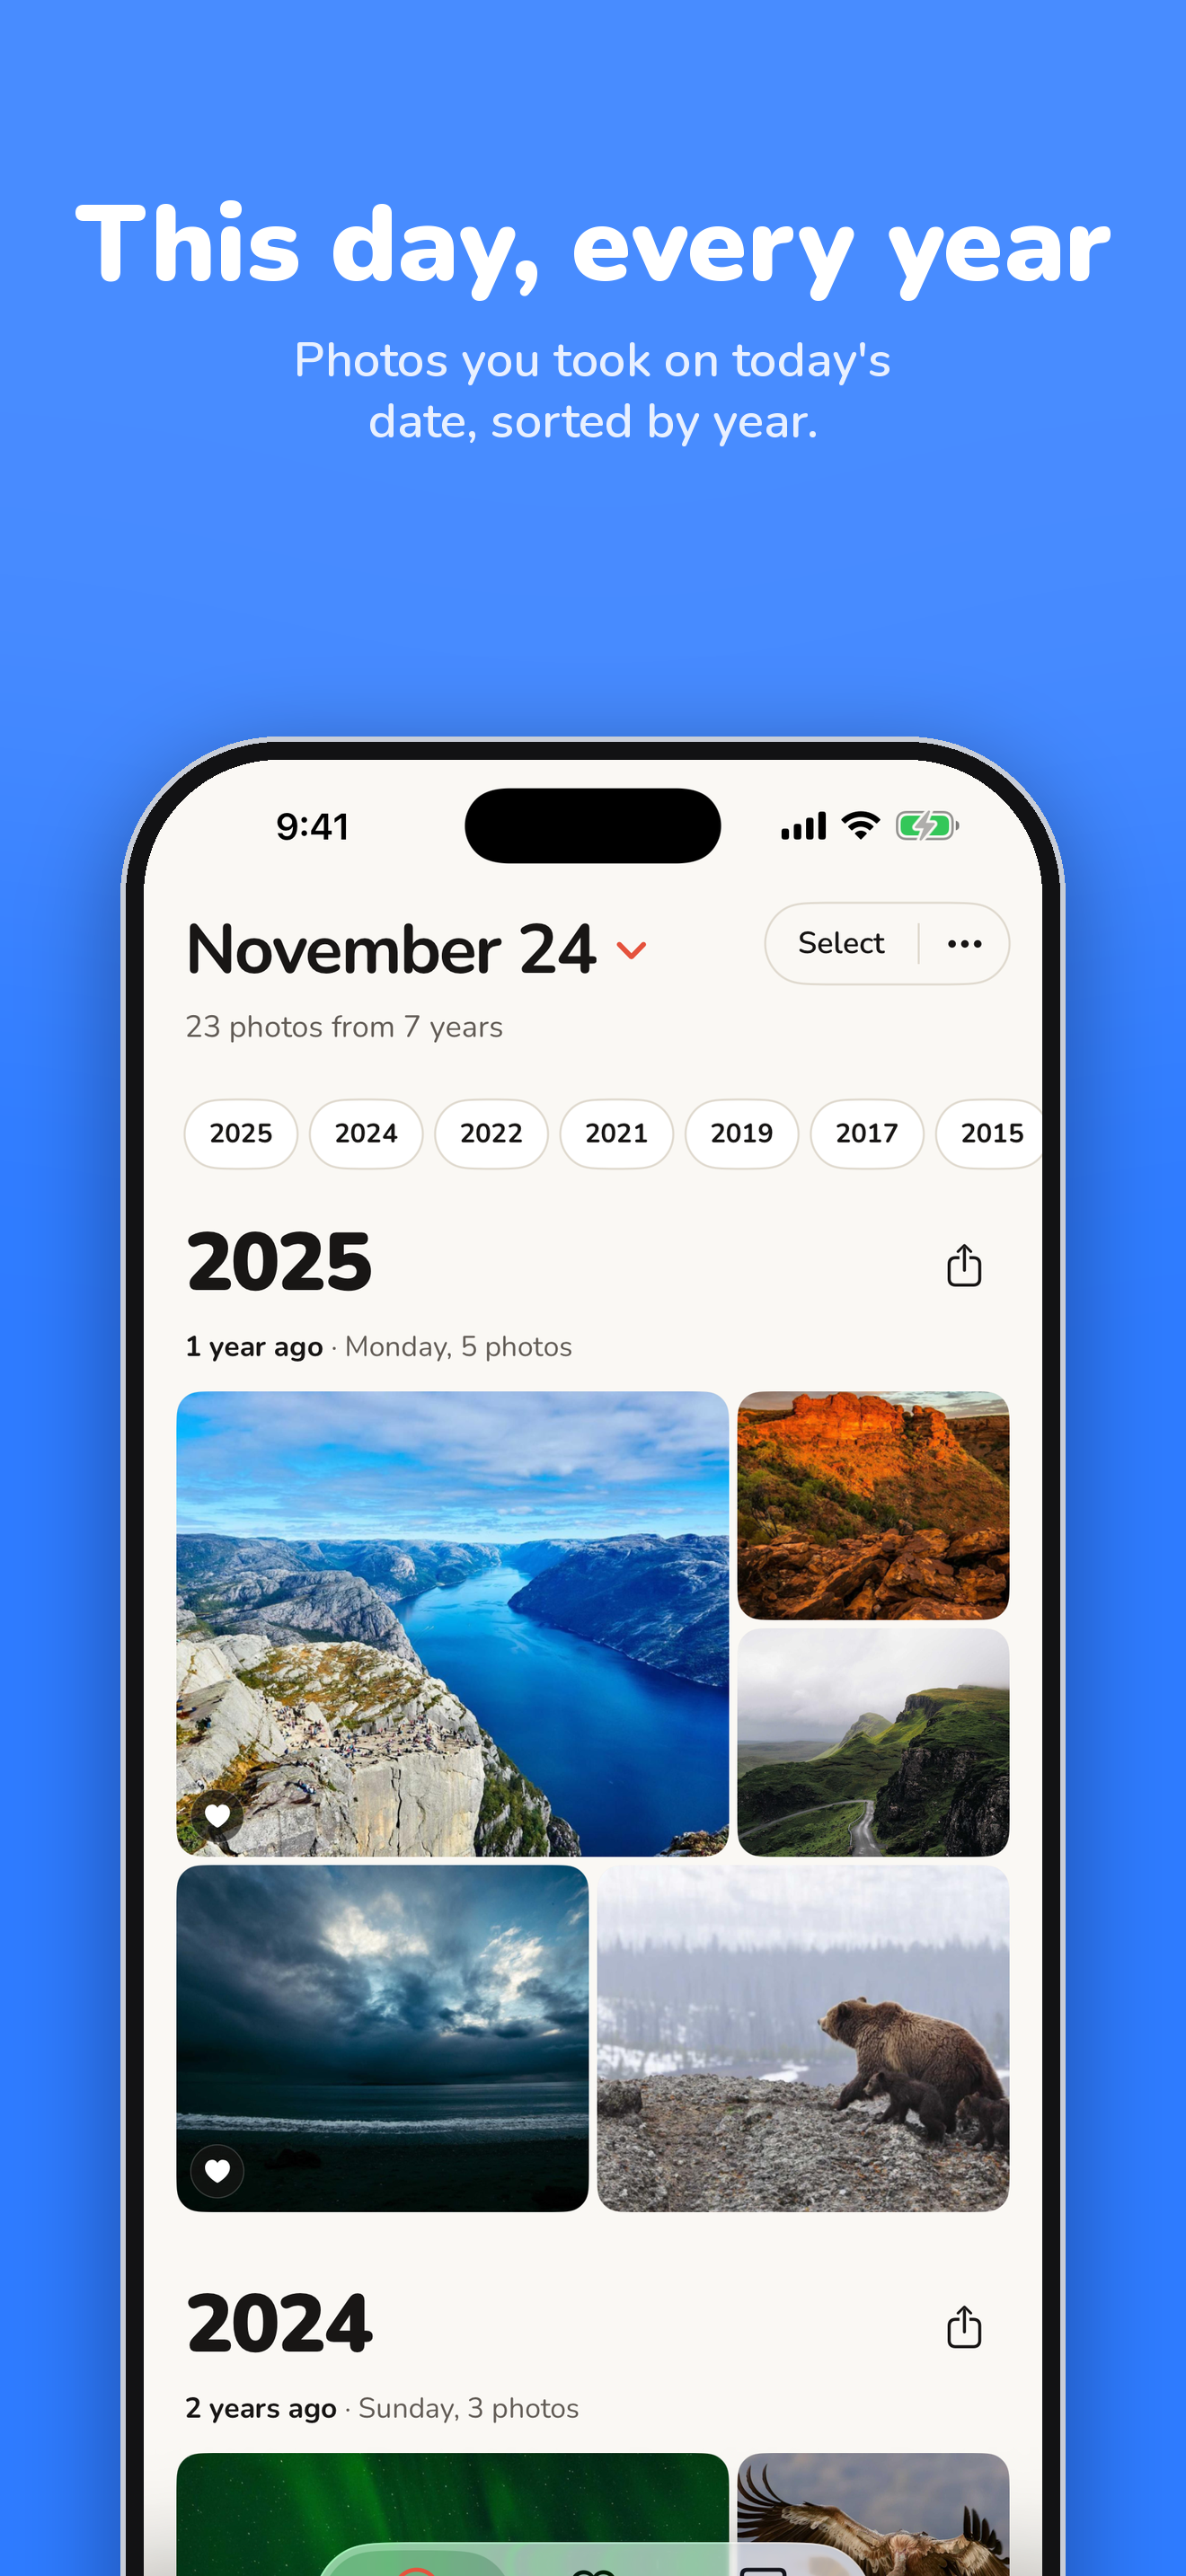 This day, every year
Photos you took on today's
date, sorted by year.
9:41
November 24
Select
23 photos from 7 years
2025 2024 2022 2021 2019 2017 2015
2025
1 year ago · Monday, 5 photos
2024
2 years ago · Sunday, 3 photos